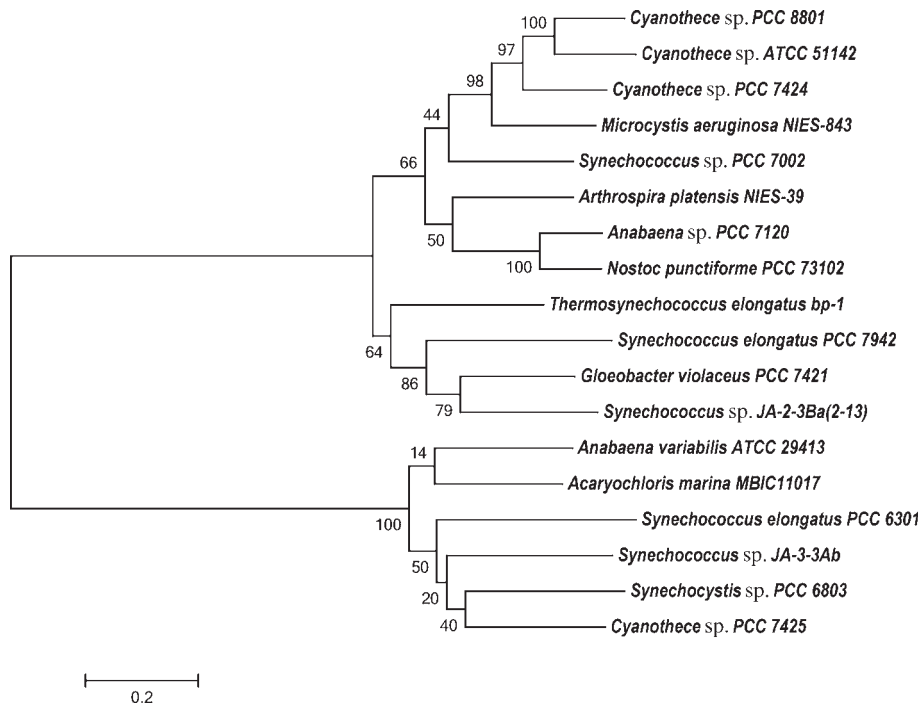 100
Cyanothece sp. PCC 8801
97
Cyanothece sp. ATCC 51142
98
Cyanothece sp. PCC 7424
44
Microcystis aeruginosa NIES-843
66
Synechococcus sp. PCC 7002
Arthrospira platensis NIES-39
50
Anabaena sp. PCC 7120
100
Nostoc punctiforme PCC 73102
Thermosynechococcus elongatus bp-1
64
Synechococcus elongatus PCC 7942
86
Gloeobacter violaceus PCC 7421
79
Synechococcus sp. JA-2-3Ba(2-13)
14
Anabaena variabilis ATCC 29413
Acaryochloris marina MBIC11017
100
Synechococcus elongatus PCC 6301
50
Synechococcus sp. JA-3-3Ab
20
Synechocystis sp. PCC 6803
40
Cyanothece sp. PCC 7425
0.2